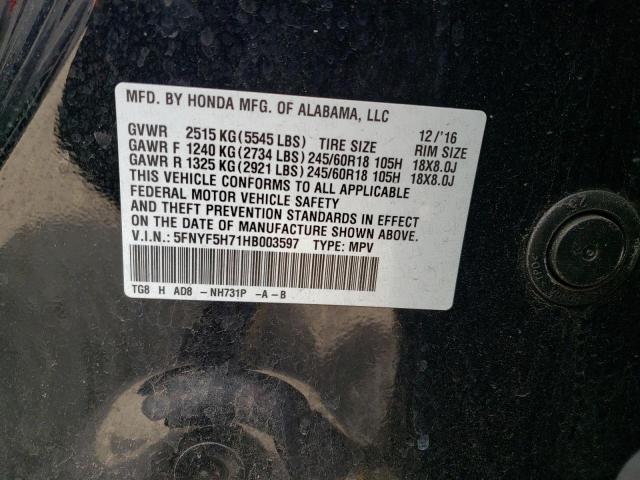 MFD. BY HONDA MFG. OF ALABAMA, LLC 12/'16
GVWR 2515 KG (5545 LBS) TIRE SIZE RIM SIZE
GAWR F 1240 KG (2734 LBS) 245/60R18 105H 18X8.0J
GAWR R 1325 KG (2921 LBS) 245/60R18 105H 18X8.0J
THIS VEHICLE CONFORMS TO ALL APPLICABLE
FEDERAL MOTOR VEHICLE SAFETY
AND THEFT PREVENTION STANDARDS IN EFFECT
ON THE DATE OF MANUFACTURE SHOWN ABOVE.
V.I.N.: 5FNYF5H71HB003597 TYPE: MPV
TG8 H AD8 -NH731P -A-B